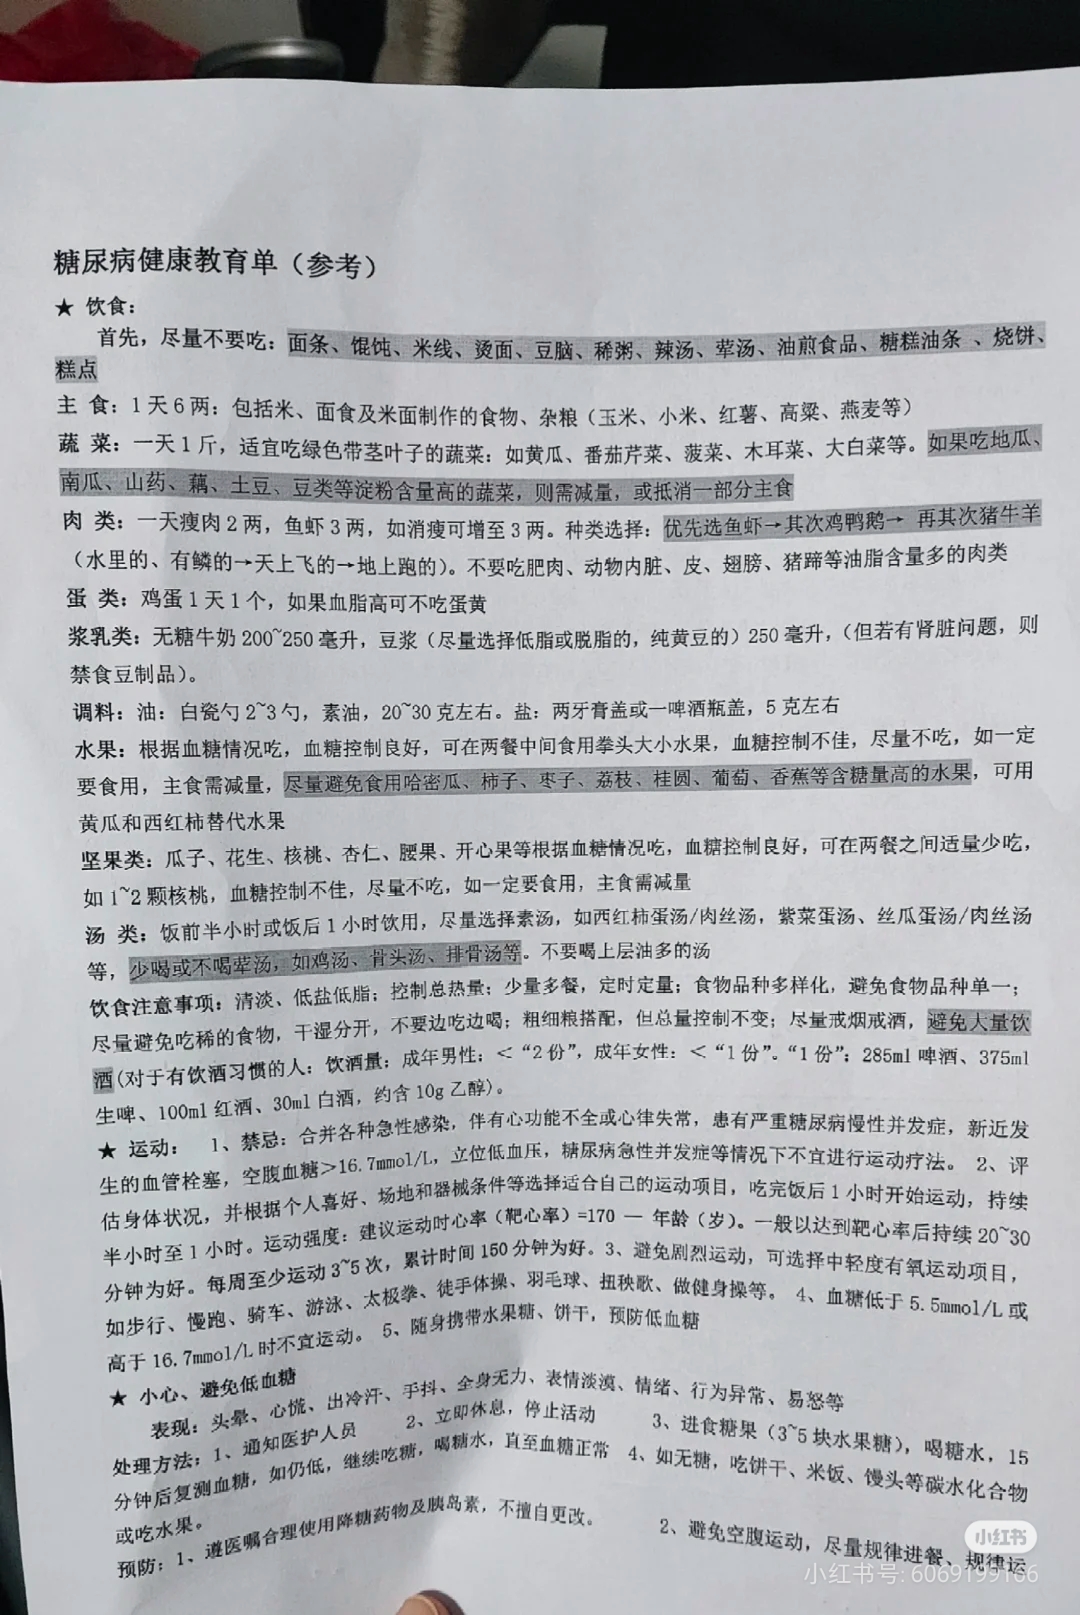 糖尿病健康教育单（参考）
★ 饮食：
首先，尽量不要吃：面条、馄饨、米线、烫面、豆脑、稀粥、辣汤、荤汤、油煎食品、糖糕油条 、烧饼、
糕点
主 食：1天6两：包括米、面食及米面制作的食物、杂粮（玉米、小米、红薯、高粱、燕麦等）
蔬 菜：一天1斤，适宜吃绿色带茎叶子的蔬菜：如黄瓜、番茄芹菜、菠菜、木耳菜、大白菜等。如果吃地瓜、
南瓜、山药、藕、土豆、豆类等淀粉含量高的蔬菜，则需减量，或抵消一部分主食
肉 类：一天瘦肉2两，鱼虾3两，如消瘦可增至3两。种类选择：优先选鱼虾→其次鸡鸭鹅→ 再其次猪牛羊
（水里的、有鳞的→天上飞的→地上跑的）。不要吃肥肉、动物内脏、皮、翅膀、猪蹄等油脂含量多的肉类
蛋 类：鸡蛋1天1个，如果血脂高可不吃蛋黄
浆乳类：无糖牛奶200~250毫升，豆浆（尽量选择低脂或脱脂的，纯黄豆的）250毫升，（但若有肾脏问题，则
禁食豆制品）。
调料：油：白瓷勺2~3勺，素油，20~30克左右。盐：两牙膏盖或一啤酒瓶盖，5克左右
水果：根据血糖情况吃，血糖控制良好，可在两餐中间食用拳头大小水果，血糖控制不佳，尽量不吃，如一定
要食用，主食需减量，尽量避免食用哈密瓜、柿子、枣子、荔枝、桂圆、葡萄、香蕉等含糖量高的水果，可用
黄瓜和西红柿替代水果
坚果类：瓜子、花生、核桃、杏仁、腰果、开心果等根据血糖情况吃，血糖控制良好，可在两餐之间适量少吃，
如1~2颗核桃，血糖控制不佳，尽量不吃，如一定要食用，主食需减量
汤 类：饭前半小时或饭后1小时饮用，尽量选择素汤，如西红柿蛋汤/肉丝汤，紫菜蛋汤、丝瓜蛋汤/肉丝汤
等，少喝或不喝荤汤，如鸡汤、骨头汤、排骨汤等。不要喝上层油多的汤
饮食注意事项：清淡、低盐低脂；控制总热量；少量多餐，定时定量；食物品种多样化，避免食物品种单一；
尽量避免吃稀的食物，干湿分开，不要边吃边喝；粗细粮搭配，但总量控制不变；尽量戒烟戒酒，避免大量饮
酒(对于有饮酒习惯的人：饮酒量：成年男性：＜“2份”，成年女性：＜“1份”。“1份”：285ml啤酒、375ml
生啤、100ml红酒、30ml白酒，约含10g乙醇）。
★ 运动： 1、禁忌：合并各种急性感染，伴有心功能不全或心律失常，患有严重糖尿病慢性并发症，新近发
生的血管栓塞，空腹血糖＞16.7mmol/L，立位低血压，糖尿病急性并发症等情况下不宜进行运动疗法。 2、评
估身体状况，并根据个人喜好、场地和器械条件等选择适合自己的运动项目，吃完饭后1小时开始运动，持续
半小时至1小时。运动强度：建议运动时心率（靶心率）=170 — 年龄（岁）。一般以达到靶心率后持续20~30
分钟为好。每周至少运动3~5次，累计时间150分钟为好。3、避免剧烈运动，可选择中轻度有氧运动项目，
如步行、慢跑、骑车、游泳、太极拳、徒手体操、羽毛球、扭秧歌、做健身操等。 4、血糖低于5.5mmol/L或
高于16.7mmol/L时不宜运动。 5、随身携带水果糖、饼干，预防低血糖
★ 小心、避免低血糖
表现：头晕、心慌、出冷汗、手抖、全身无力、表情淡漠、情绪、行为异常、易怒等
处理方法：1、通知医护人员 2、立即休息，停止活动 3、进食糖果（3~5块水果糖），喝糖水，15
分钟后复测血糖，如仍低，继续吃糖，喝糖水，直至血糖正常 4、如无糖，吃饼干、米饭、馒头等碳水化合物
或吃水果。
预防：1、遵医嘱合理使用降糖药物及胰岛素，不擅自更改。 2、避免空腹运动，尽量规律进餐、规律运
小红书
小红书号: 6069199166